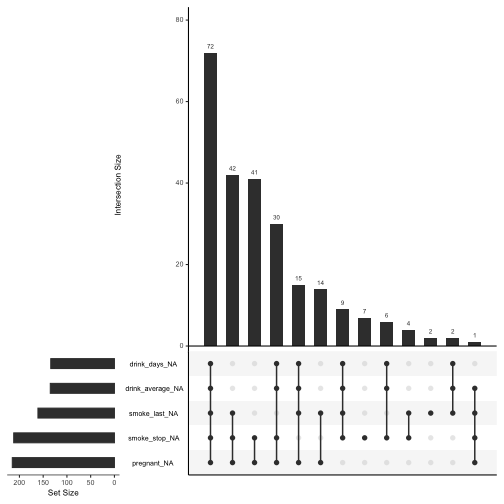 80
60
40
20
0
Intersection Size
72
42
41
30
15
14
9
7
6
4
2
2
1
drink_days_NA
drink_average_NA
smoke_last_NA
smoke_stop_NA
pregnant_NA
200 150 100 50 0
Set Size